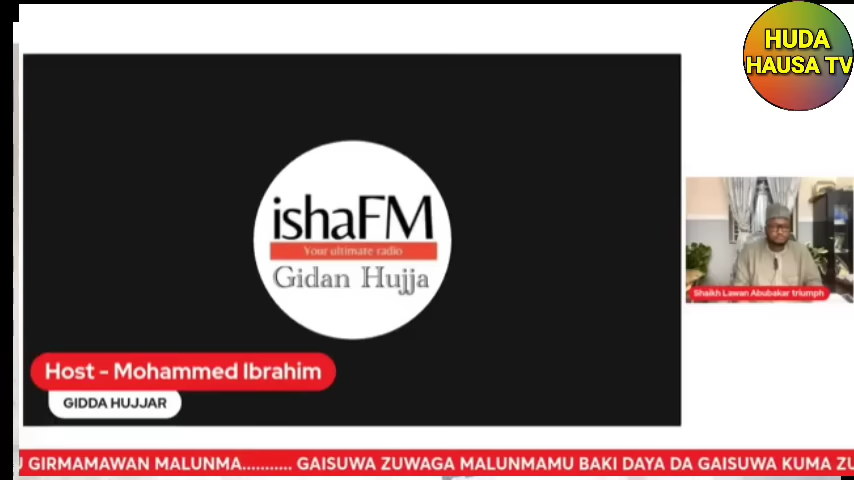 HUDA
HAUSA TV
ishaFM
Your ultimate radio
Gidan Hujja
Shaikh Lawan Abubakar triumph
Host - Mohammed Ibrahim
GIDDA HUJJAR
GIRMAMAWAN MALUNMA........... GAISUWA ZUWAGA MALUNMAMU BAKI DAYA DA GAISUWA KUMA ZU